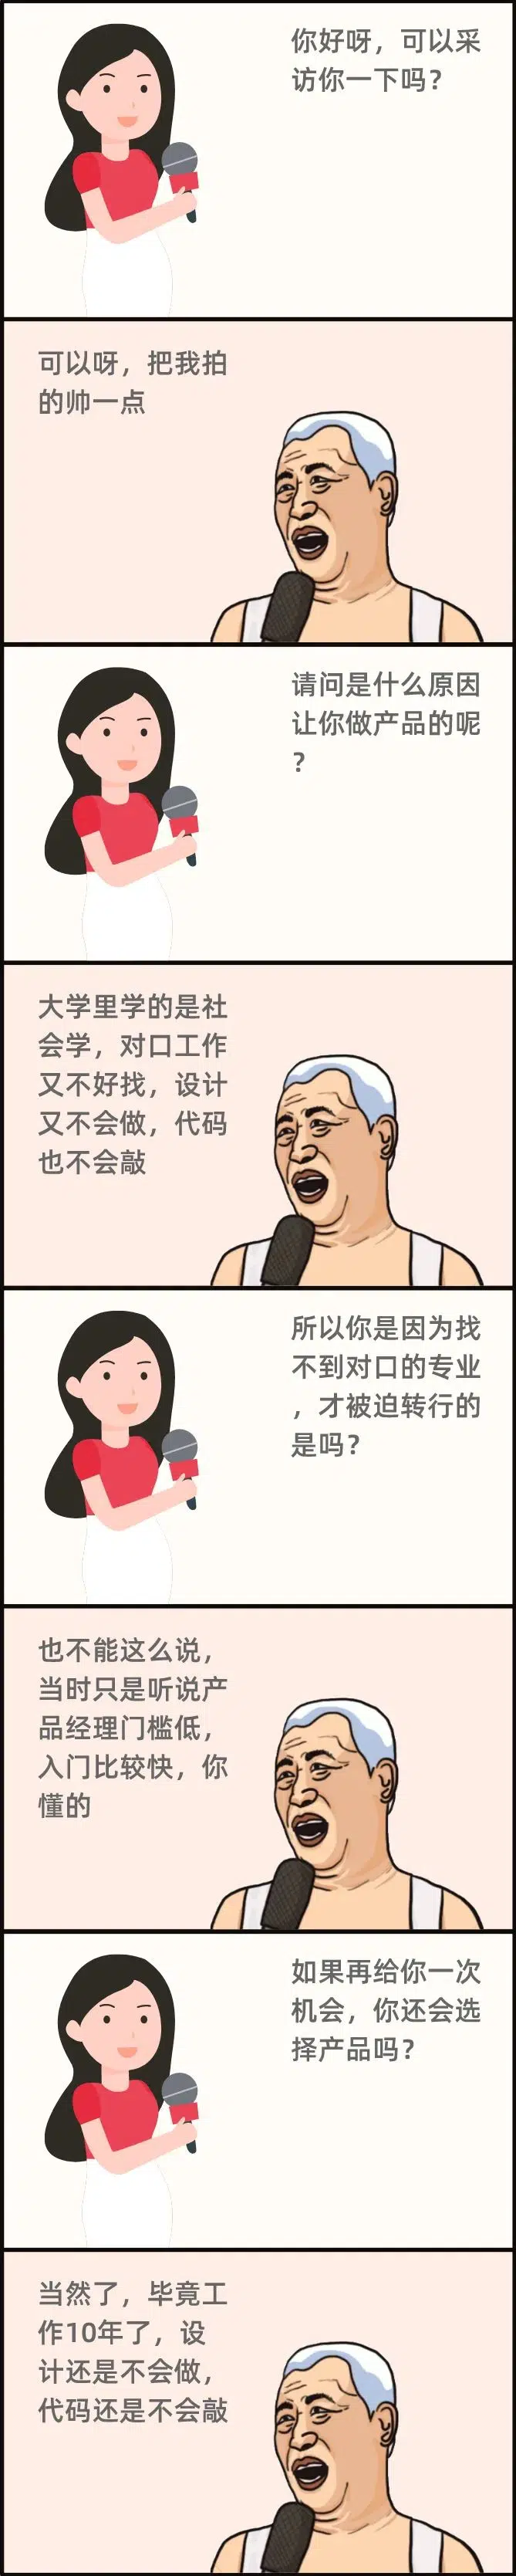 你好呀，可以采
访你一下吗？
可以呀，把我拍
的帅一点
请问是什么原因
让你做产品的呢
？
大学里学的是社
会学，对口工作
又不好找，设计
又不会做，代码
也不会敲
所以你是因为找
不到对口的专业
，才被迫转行的
是吗？
也不能这么说，
当时只是听说产
品经理门槛低，
入门比较快，你
懂的
如果再给你一次
机会，你还会选
择产品吗？
当然了，毕竟工
作10年了，设
计还是不会做，
代码还是不会敲